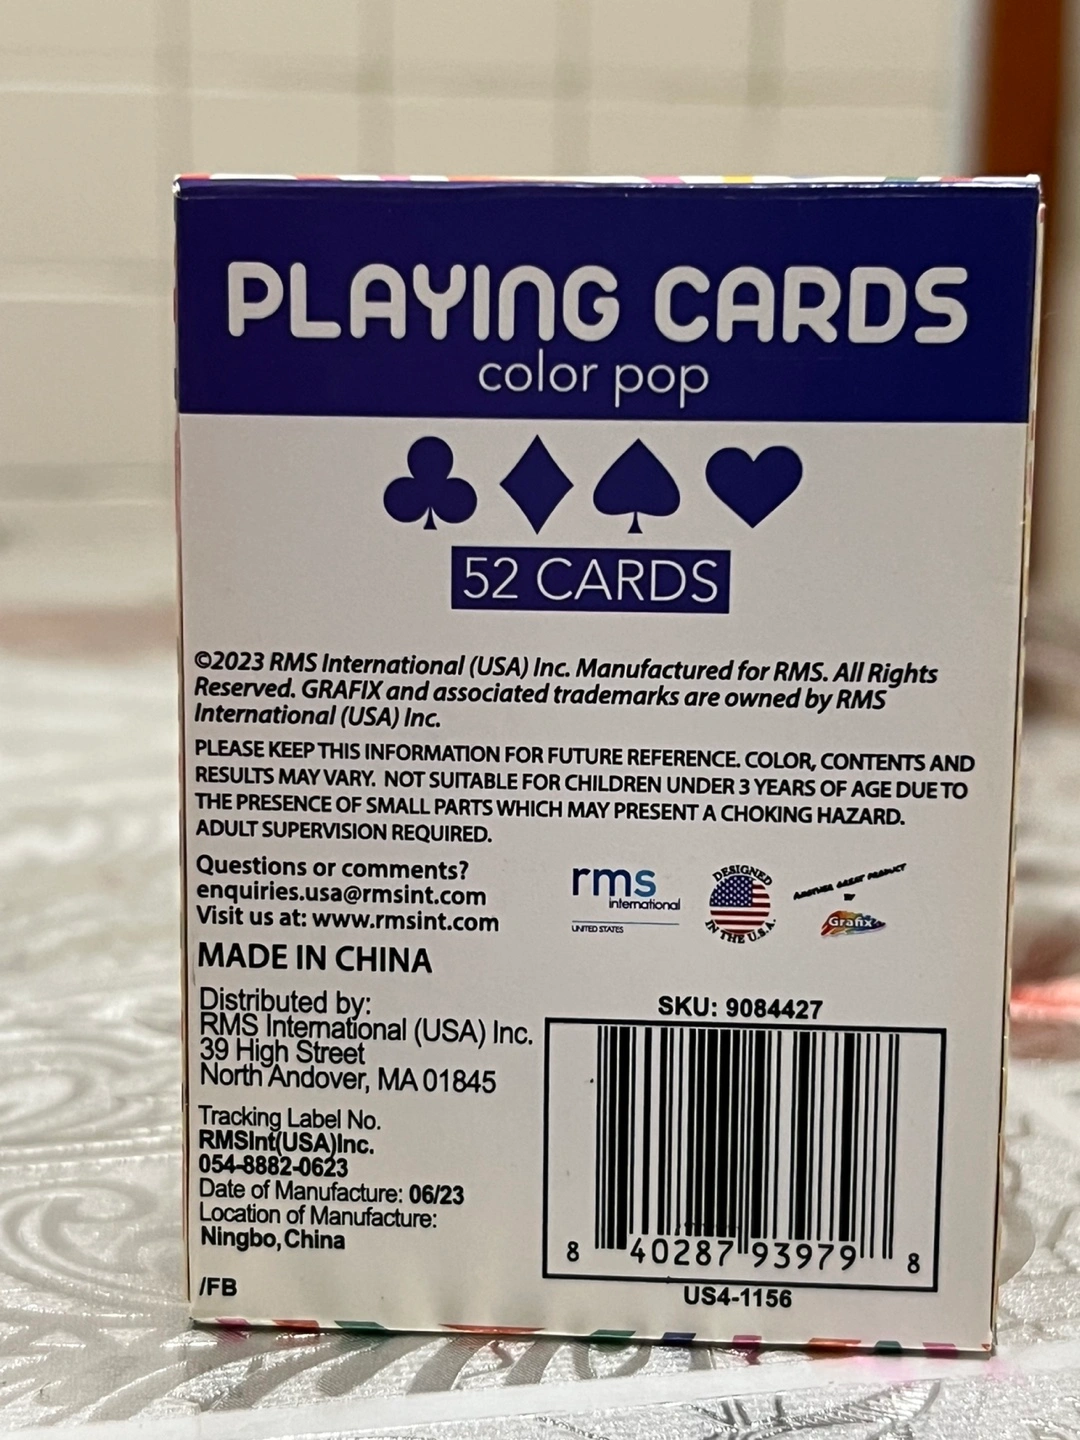 PLAYING CARDS
color pop
52 CARDS
©2023 RMS International (USA) Inc. Manufactured for RMS. All Rights
Reserved. GRAFIX and associated trademarks are owned by RMS
International (USA) Inc.
PLEASE KEEP THIS INFORMATION FOR FUTURE REFERENCE. COLOR, CONTENTS AND
RESULTS MAY VARY. NOT SUITABLE FOR CHILDREN UNDER 3 YEARS OF AGE DUE TO
THE PRESENCE OF SMALL PARTS WHICH MAY PRESENT A CHOKING HAZARD.
ADULT SUPERVISION REQUIRED.
Questions or comments?
enquiries.usa@rmsint.com
Visit us at: www.rmsint.com
rms
international
UNITED STATES
DESIGNED
IN THE U.S.A.
ANOTHER GREAT PRODUCT
BY
Grafix
MADE IN CHINA
Distributed by:
RMS International (USA) Inc.
39 High Street
North Andover, MA 01845
Tracking Label No.
RMSInt(USA)Inc.
054-8882-0623
Date of Manufacture: 06/23
Location of Manufacture:
Ningbo, China
/FB
SKU: 9084427
8 40287 93979 8
US4-1156